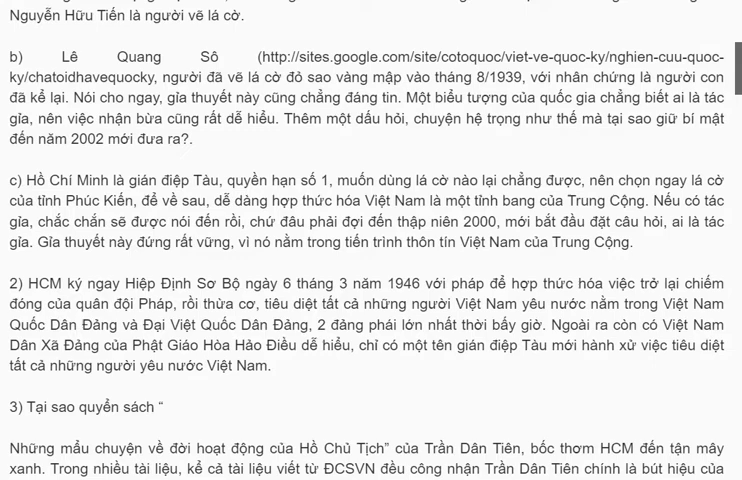 Nguyễn Hữu Tiến là người vẽ lá cờ.
b) Lê Quang Sô (http://sites.google.com/site/cotoquoc/viet-ve-quoc-ky/nghien-cuu-quoc-
ky/chatoidhavequocky, người đã vẽ lá cờ đỏ sao vàng mập vào tháng 8/1939, với nhân chứng là người con
đã kể lại. Nói cho ngay, gỉa thuyết này cũng chẳng đáng tin. Một biểu tượng của quốc gia chẳng biết ai là tác
gỉa, nên việc nhận bừa cũng rất dễ hiểu. Thêm một dấu hỏi, chuyện hệ trọng như thế mà tại sao giữ bí mật
đến năm 2002 mới đưa ra?.
c) Hồ Chí Minh là gián điệp Tàu, quyền hạn số 1, muốn dùng lá cờ nào lại chẳng được, nên chọn ngay lá cờ
của tỉnh Phúc Kiến, để về sau, dễ dàng hợp thức hóa Việt Nam là một tỉnh bang của Trung Cộng. Nếu có tác
gỉa, chắc chắn sẽ được nói đến rồi, chứ đâu phải đợi đến thập niên 2000, mới bắt đầu đặt câu hỏi, ai là tác
gỉa. Gỉa thuyết này đứng rất vững, vì nó nằm trong tiến trình thôn tín Việt Nam của Trung Cộng.
2) HCM ký ngay Hiệp Định Sơ Bộ ngày 6 tháng 3 năm 1946 với pháp để hợp thức hóa việc trở lại chiếm
đóng của quân đội Pháp, rồi thừa cơ, tiêu diệt tất cả những người Việt Nam yêu nước nằm trong Việt Nam
Quốc Dân Đảng và Đại Việt Quốc Dân Đảng, 2 đảng phái lớn nhất thời bấy giờ. Ngoài ra còn có Việt Nam
Dân Xã Đảng của Phật Giáo Hòa Hảo Điều dễ hiểu, chỉ có một tên gián điệp Tàu mới hành xử việc tiêu diệt
tất cả những người yêu nước Việt Nam.
3) Tại sao quyển sách “
Những mẩu chuyện về đời hoạt động của Hồ Chủ Tịch” của Trần Dân Tiên, bốc thơm HCM đến tận mây
xanh. Trong nhiều tài liệu, kể cả tài liệu viết từ ĐCSVN đều công nhận Trần Dân Tiên chính là bút hiệu của